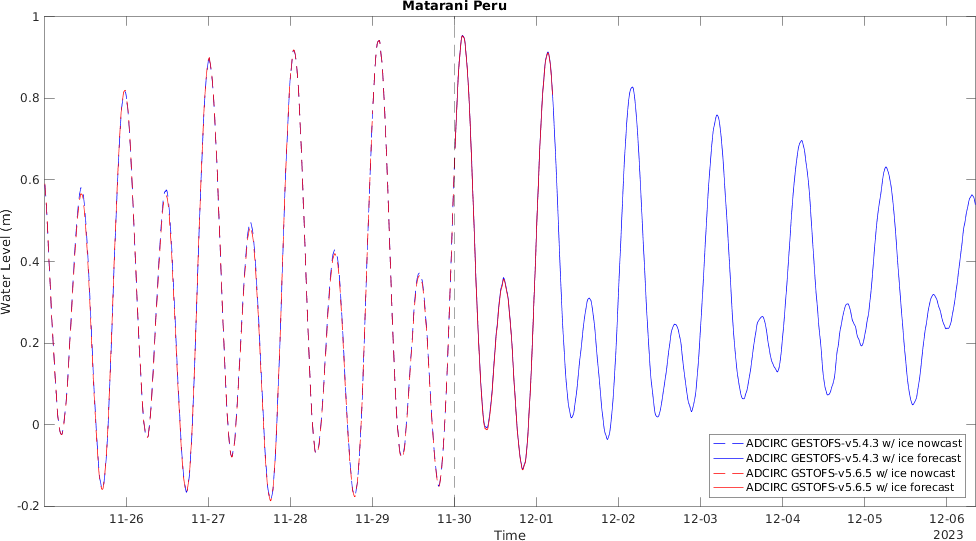 Matarani Peru
1
0.8
0.6
0.4
0.2
0
-0.2
Water Level (m)
11-26 11-27 11-28 11-29 11-30 12-01 12-02 12-03 12-04 12-05 12-06
Time
2023
ADCIRC GESTOFS-v5.4.3 w/ ice nowcast
ADCIRC GESTOFS-v5.4.3 w/ ice forecast
ADCIRC GSTOFS-v5.6.5 w/ ice nowcast
ADCIRC GSTOFS-v5.6.5 w/ ice forecast